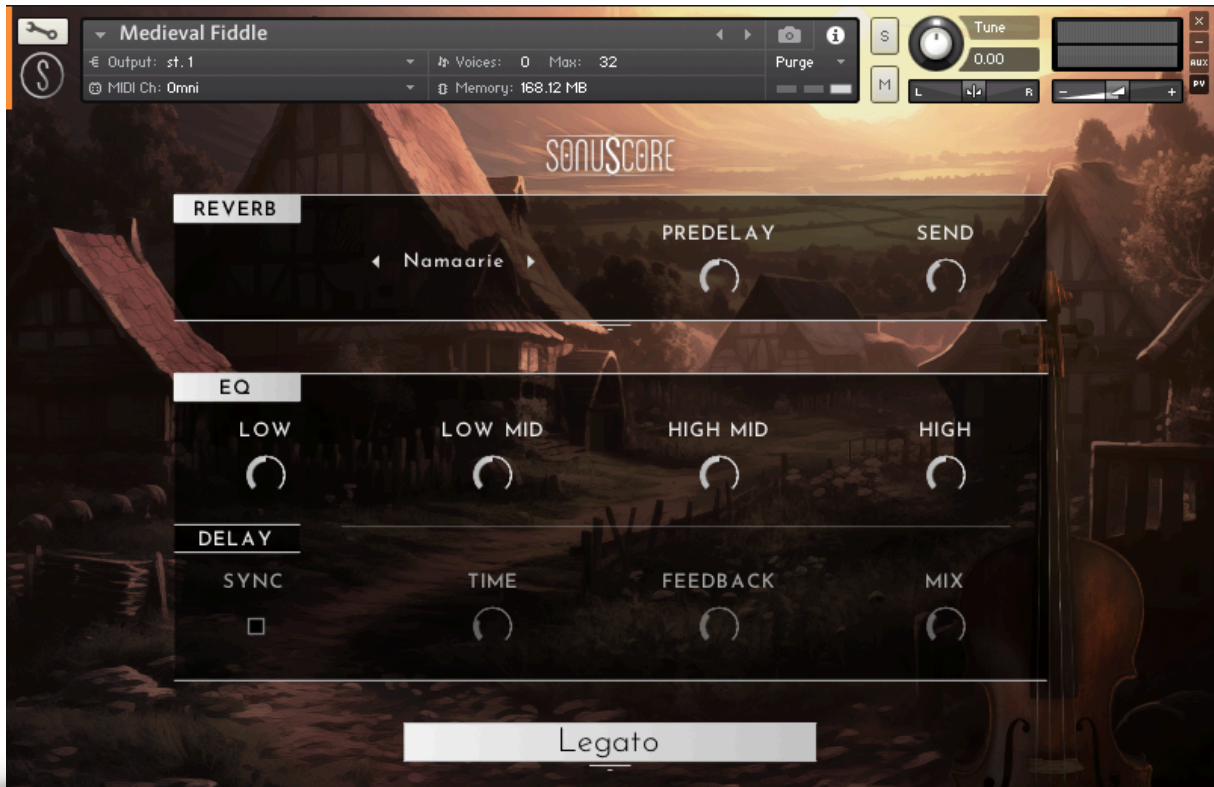 Medieval Fiddle
S
Tune
Output: st. 1
Voices: 0 Max: 32
Purge
0.00
AUX
MIDI Ch: Omni
Memory: 168.12 MB
M
L
R
- +
PV
SONUSCORE
REVERB
Namaarie
PREDELAY
SEND
EQ
LOW
LOW MID
HIGH MID
HIGH
DELAY
SYNC
TIME
FEEDBACK
MIX
Legato